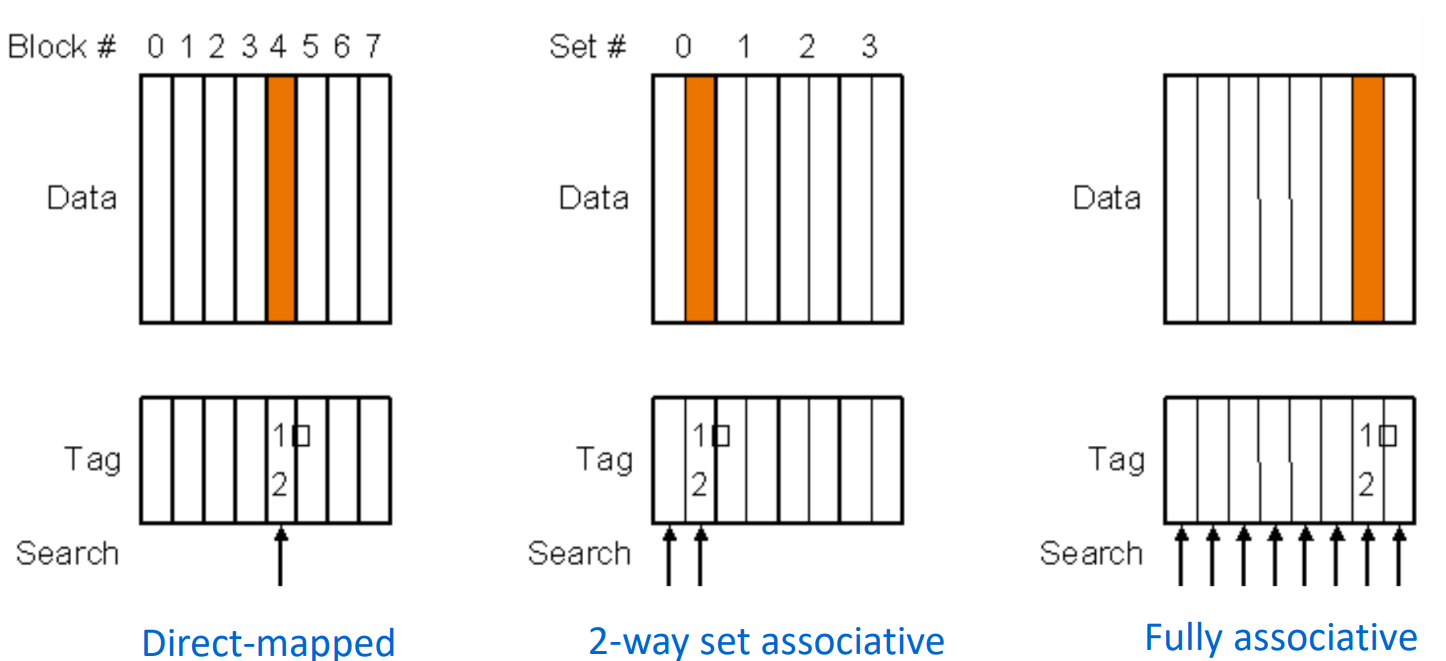 Block # 0 1 2 3 4 5 6 7
Data
Tag
1
2
Search
Direct-mapped
Set # 0 1 2 3
Data
Tag
1
2
Search
2-way set associative
Data
Tag
1
2
Search
Fully associative